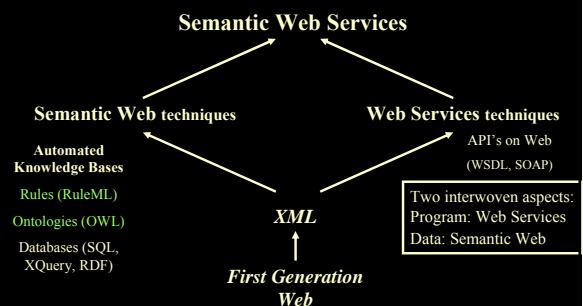 Semantic Web Services
Semantic Web techniques
Web Services techniques
Automated
Knowledge Bases
Rules (RuleML)
Ontologies (OWL)
Databases (SQL,
XQuery, RDF)
API's on Web
(WSDL, SOAP)
Two interwoven aspects:
Program: Web Services
Data: Semantic Web
XML
First Generation
Web